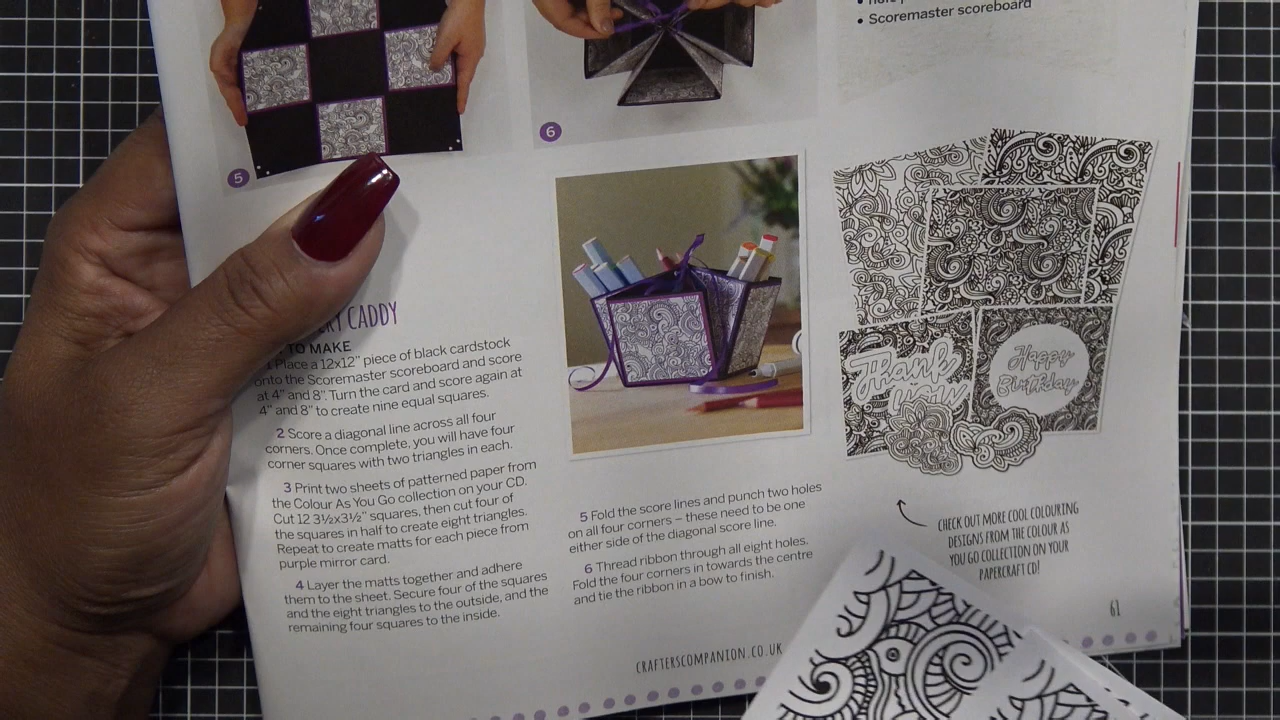 • Scoremaster scoreboard
5
6
CADDY
TO MAKE
1 Place a 12x12" piece of black cardstock
onto the Scoremaster scoreboard and score
at 4" and 8". Turn the card and score again at
4" and 8" to create nine equal squares.
2 Score a diagonal line across all four
corners. Once complete, you will have four
corner squares with two triangles in each.
3 Print two sheets of patterned paper from
the Colour As You Go collection on your CD.
Cut 12 3½x3½" squares, then cut four of
the squares in half to create eight triangles.
Repeat to create matts for each piece from
purple mirror card.
4 Layer the matts together and adhere
them to the sheet. Secure four of the squares
and the eight triangles to the outside, and the
remaining four squares to the inside.
5 Fold the score lines and punch two holes
on all four corners – these need to be one
either side of the diagonal score line.
6 Thread ribbon through all eight holes.
Fold the four corners in towards the centre
and tie the ribbon in a bow to finish.
Thank
you
Happy
Birthday
CHECK OUT MORE COOL COLOURING
DESIGNS FROM THE COLOUR AS
YOU GO COLLECTION ON YOUR
PAPERCRAFT CD!
CRAFTERSCOMPANION.CO.UK
61